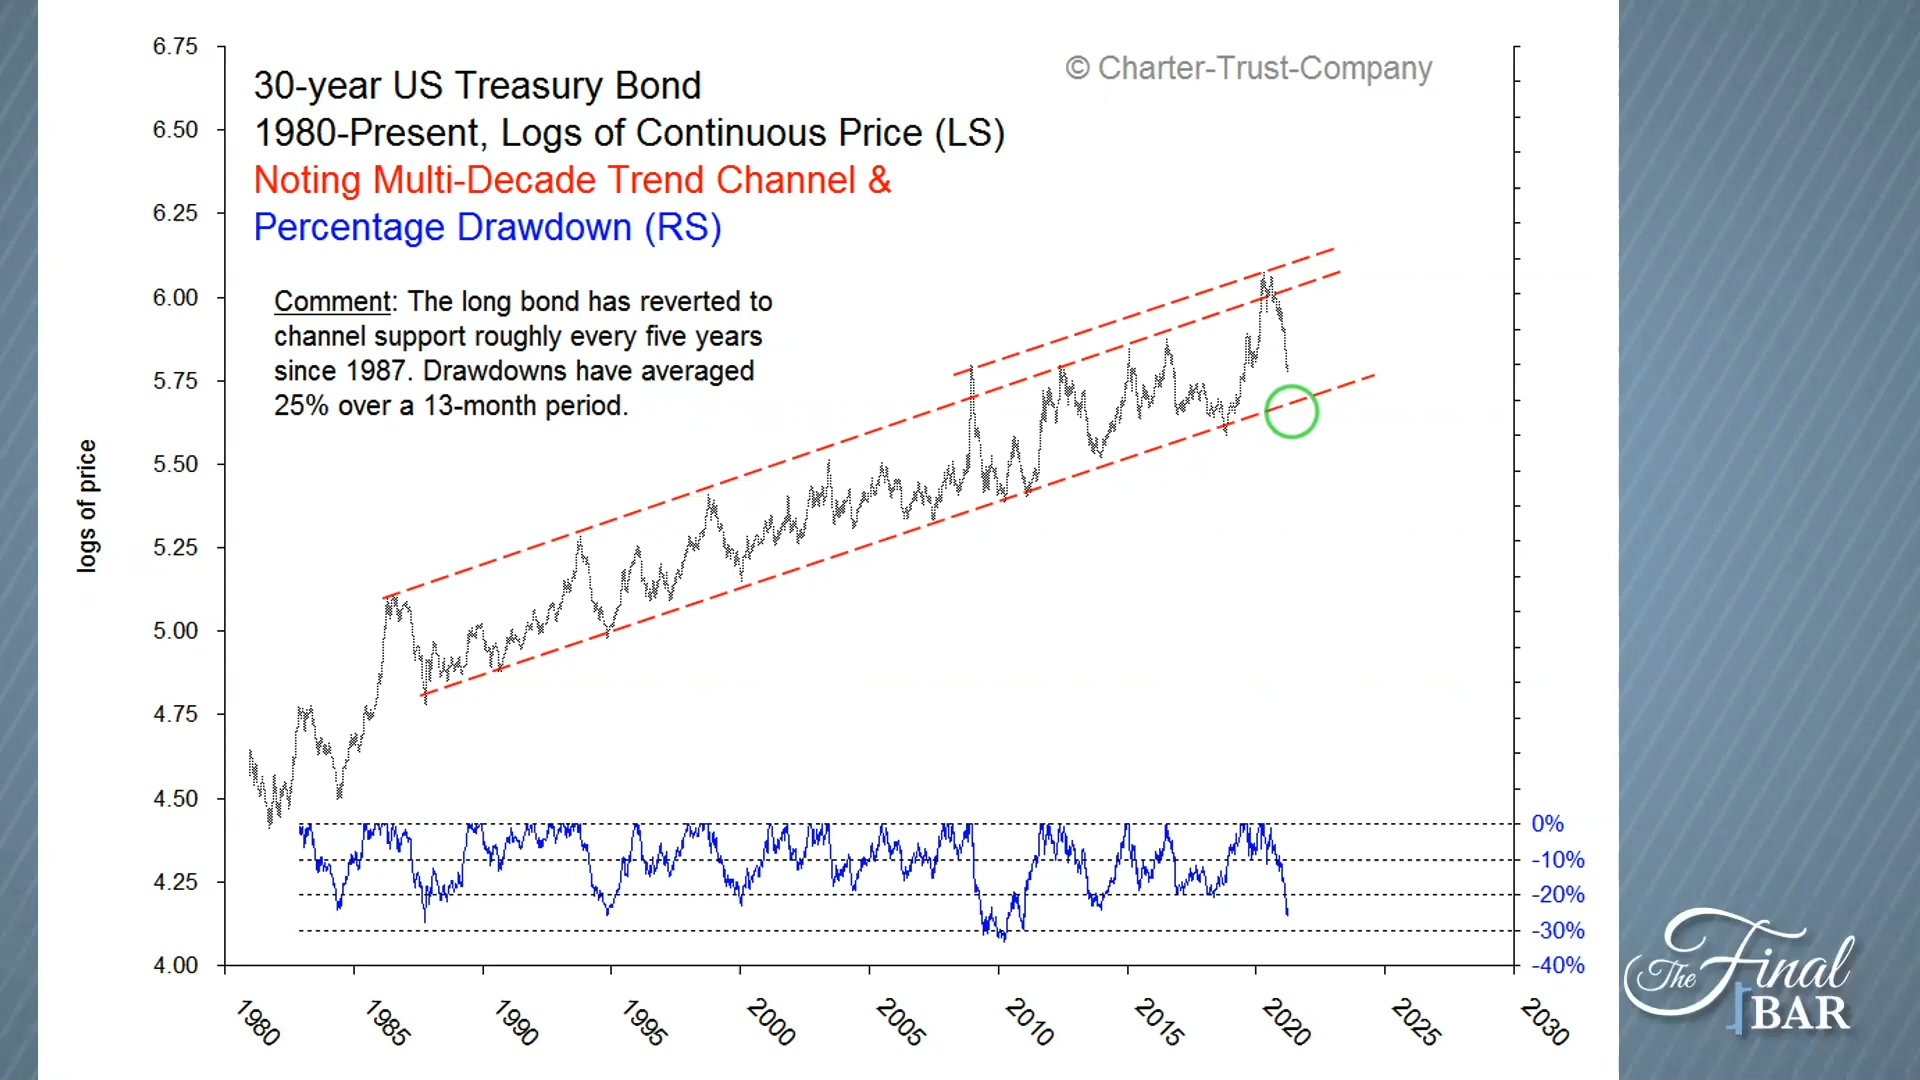 6.75
6.50
6.25
6.00
5.75
5.50
5.25
5.00
4.75
4.50
4.25
4.00
logs of price
30-year US Treasury Bond
1980-Present, Logs of Continuous Price (LS)
Noting Multi-Decade Trend Channel &
Percentage Drawdown (RS)
© Charter-Trust-Company
Comment: The long bond has reverted to
channel support roughly every five years
since 1987. Drawdowns have averaged
25% over a 13-month period.
0%
-10%
-20%
-30%
-40%
1980
1985
1990
1995
2000
2005
2010
2015
2020
2025
2030
The Final
BAR